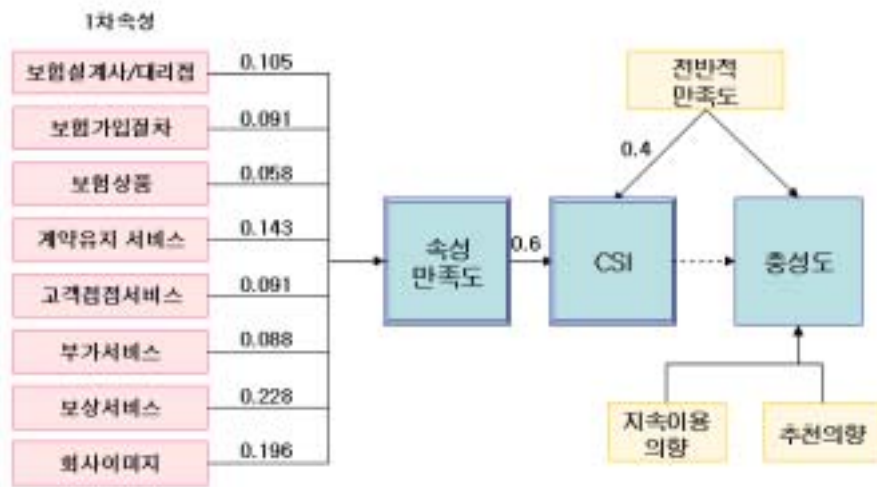 1차속성
보험설계사/대리점
0.105
보험가입절차
0.091
보험상품
0.058
계약유지 서비스
0.143
고객접점서비스
0.091
부가서비스
0.088
보상서비스
0.228
회사이미지
0.196
속성
만족도
0.6
CSI
0.4
전반적
만족도
충성도
지속이용
의향
추천의향